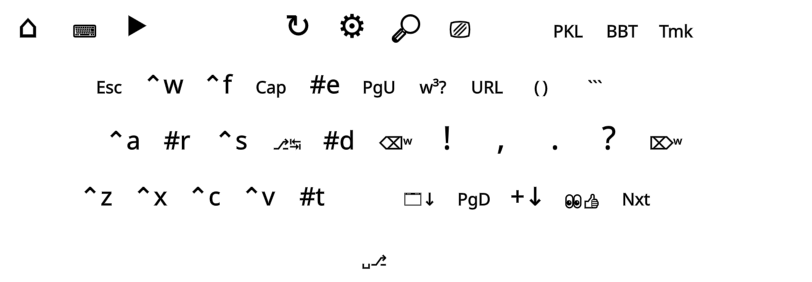 ⌂ ⌨ ▶ ↻ ⚙ 🔎 ⎚ PKL BBT Tmk
Esc ^w ^f Cap #e PgU w³? URL () ```
^a #r ^s ⎇↹ #d ⌫ʷ ! , . ? ⌦ʷ
^z ^x ^c ^v #t 🗔↓ PgD +↓ 👀👍 Nxt
␣⎇